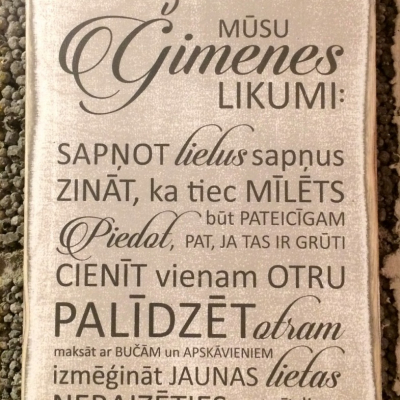 MŪSU
Ģimenes
LIKUMI:
SAPŅOT lielus sapņus
ZINĀT, ka tiec MĪLĒTS
būt PATEICĪGAM
Piedot, PAT, JA TAS IR GRŪTI
CIENĪT vienam OTRU
PALĪDZĒT otram
maksāt ar BUČĀM un APSKĀVIENIEM
izmēģināt JAUNAS lietas